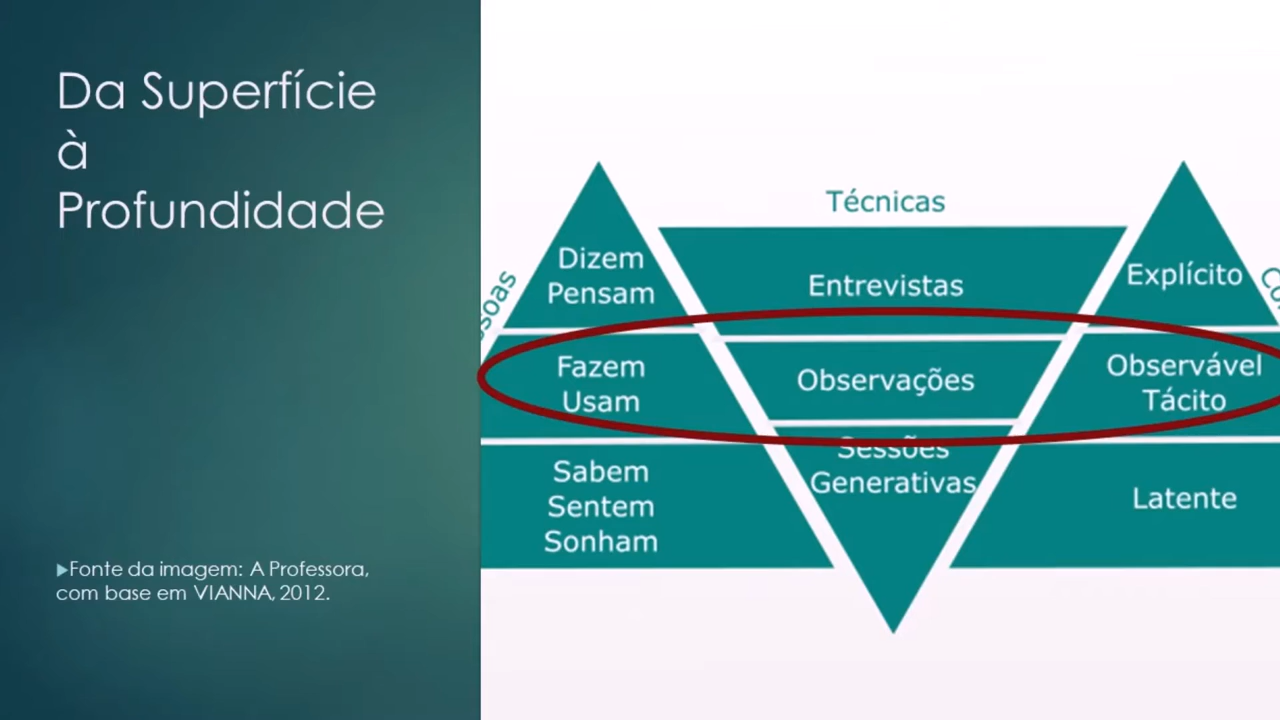 Da Superfície
à
Profundidade
Fonte da imagem: A Professora,
com base em VIANNA, 2012.
Técnicas
Dizem
Pensam
Entrevistas
Explícito
Fazem
Usam
Observações
Observável
Tácito
Sabem
Sentem
Sonham
Sessões
Generativas
Latente